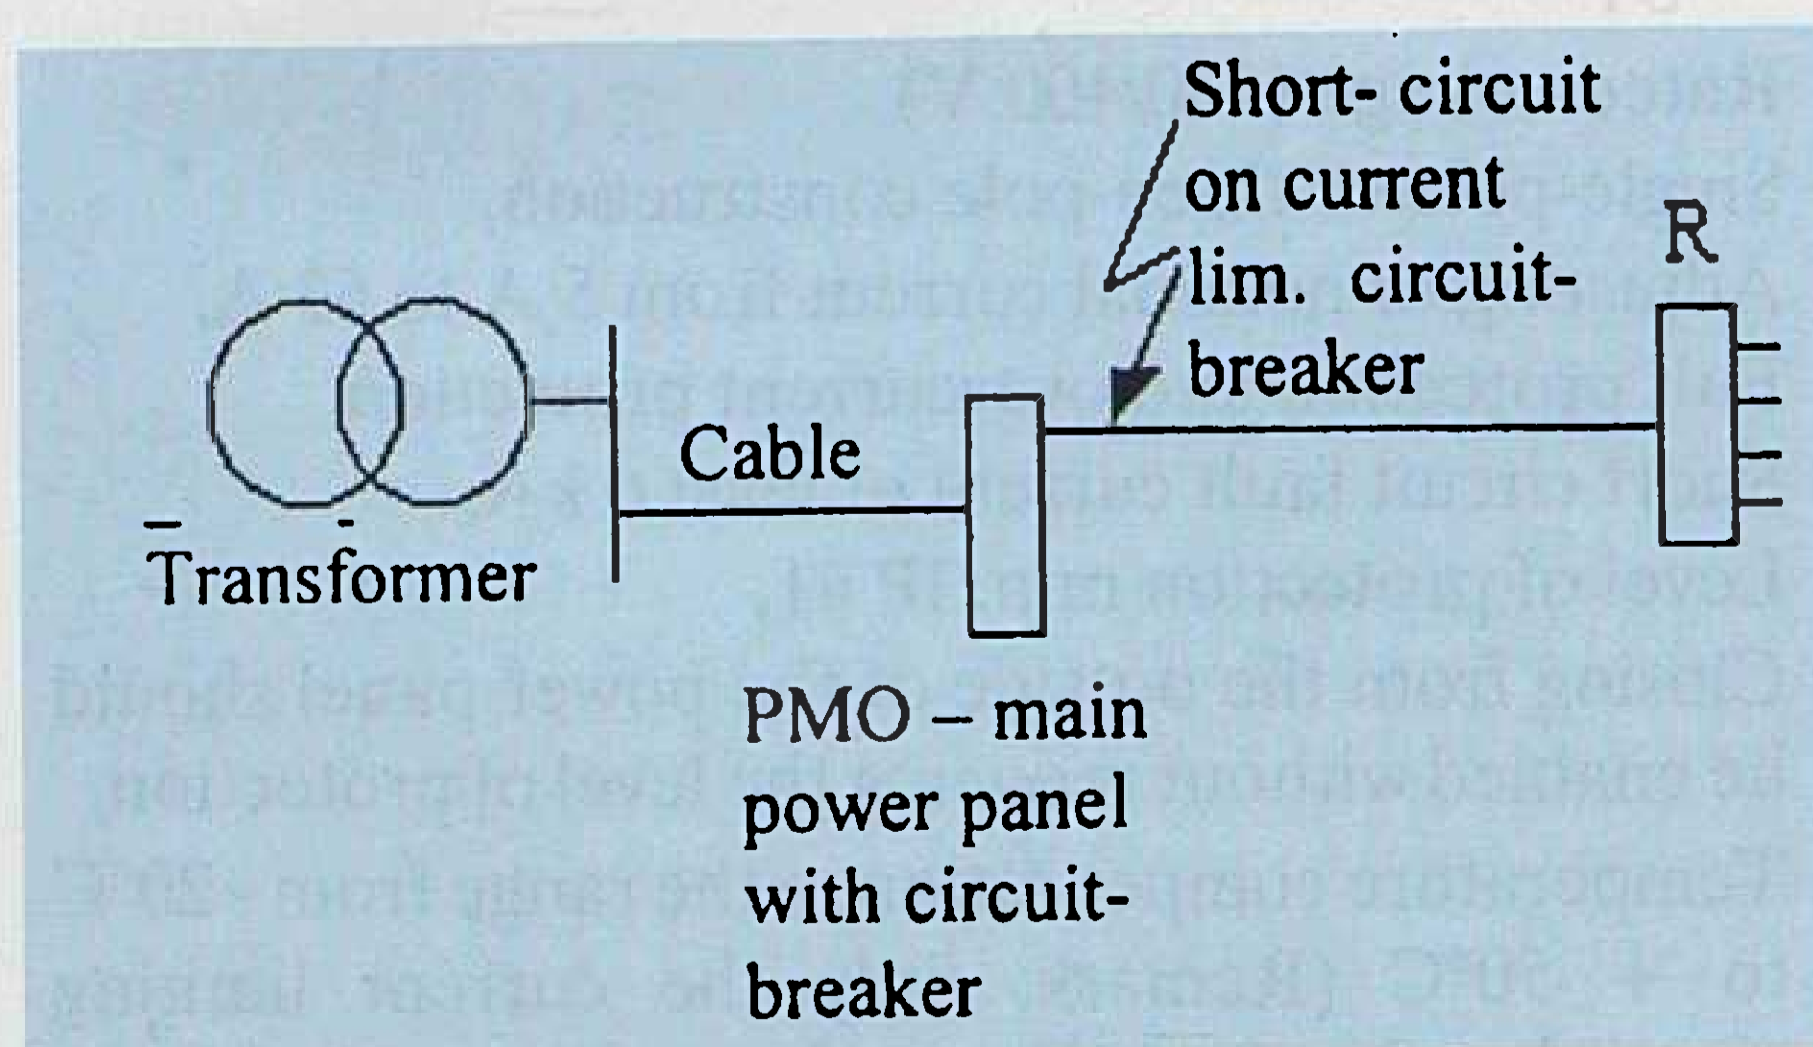 Short- circuit
on current
lim. circuit-
breaker
R
Cable
Transformer
PMO – main
power panel
with circuit-
breaker